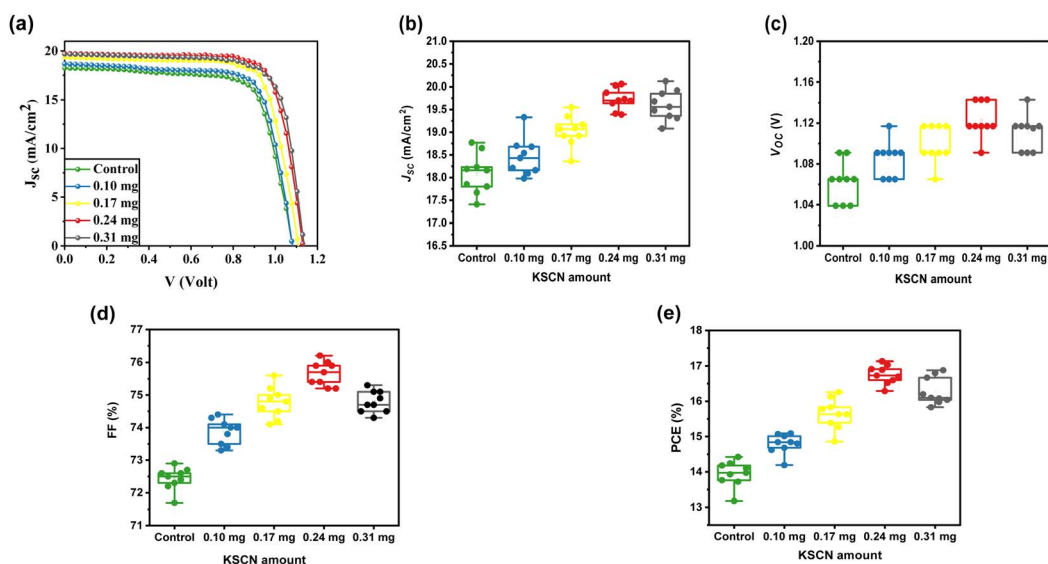 (a)
20
15
10
5
0
J_SC (mA/cm²)
Control
0.10 mg
0.17 mg
0.24 mg
0.31 mg
0.0 0.2 0.4 0.6 0.8 1.0 1.2
V (Volt)
(b)
21.0
20.5
20.0
19.5
19.0
18.5
18.0
17.5
17.0
16.5
J_SC (mA/cm²)
Control 0.10 mg 0.17 mg 0.24 mg 0.31 mg
KSCN amount
(c)
1.20
1.16
1.12
1.08
1.04
1.00
V_OC (V)
Control 0.10 mg 0.17 mg 0.24 mg 0.31 mg
KSCN amount
(d)
77
76
75
74
73
72
71
FF (%)
Control 0.10 mg 0.17 mg 0.24 mg 0.31 mg
KSCN amount
(e)
18
17
16
15
14
13
12
PCE (%)
Control 0.10 mg 0.17 mg 0.24 mg 0.31 mg
KSCN amount